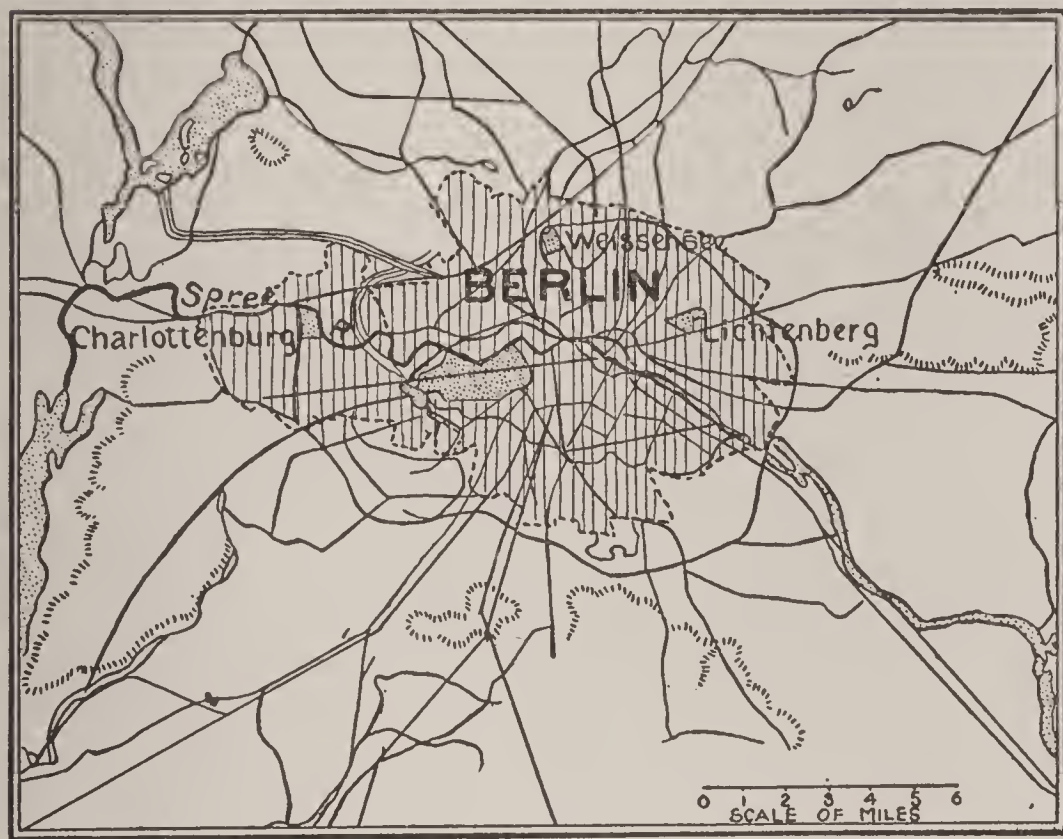 Weissensee
BERLIN
Spree
Charlottenburg
Lichtenberg
0 1 2 3 4 5 6
SCALE OF MILES